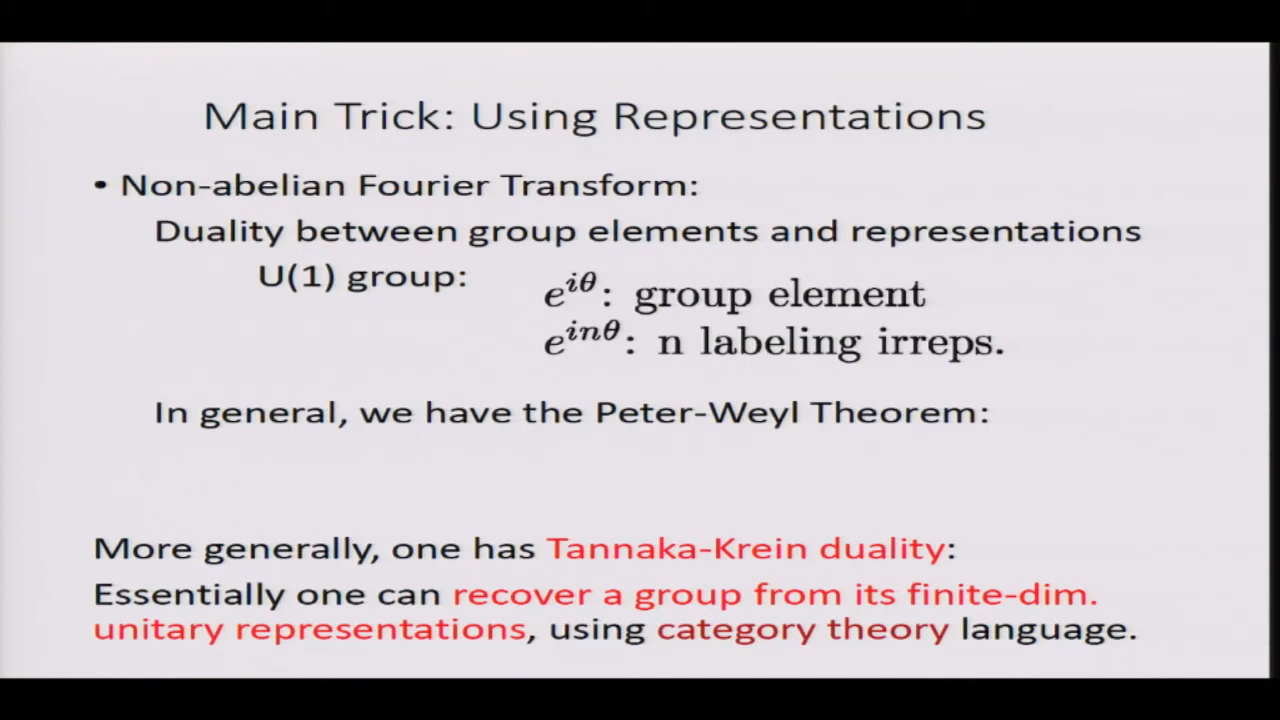 Main Trick: Using Representations
• Non-abelian Fourier Transform:
Duality between group elements and representations
U(1) group:
e^{iθ}: group element
e^{inθ}: n labeling irreps.
In general, we have the Peter-Weyl Theorem:
More generally, one has Tannaka-Krein duality:
Essentially one can recover a group from its finite-dim.
unitary representations, using category theory language.